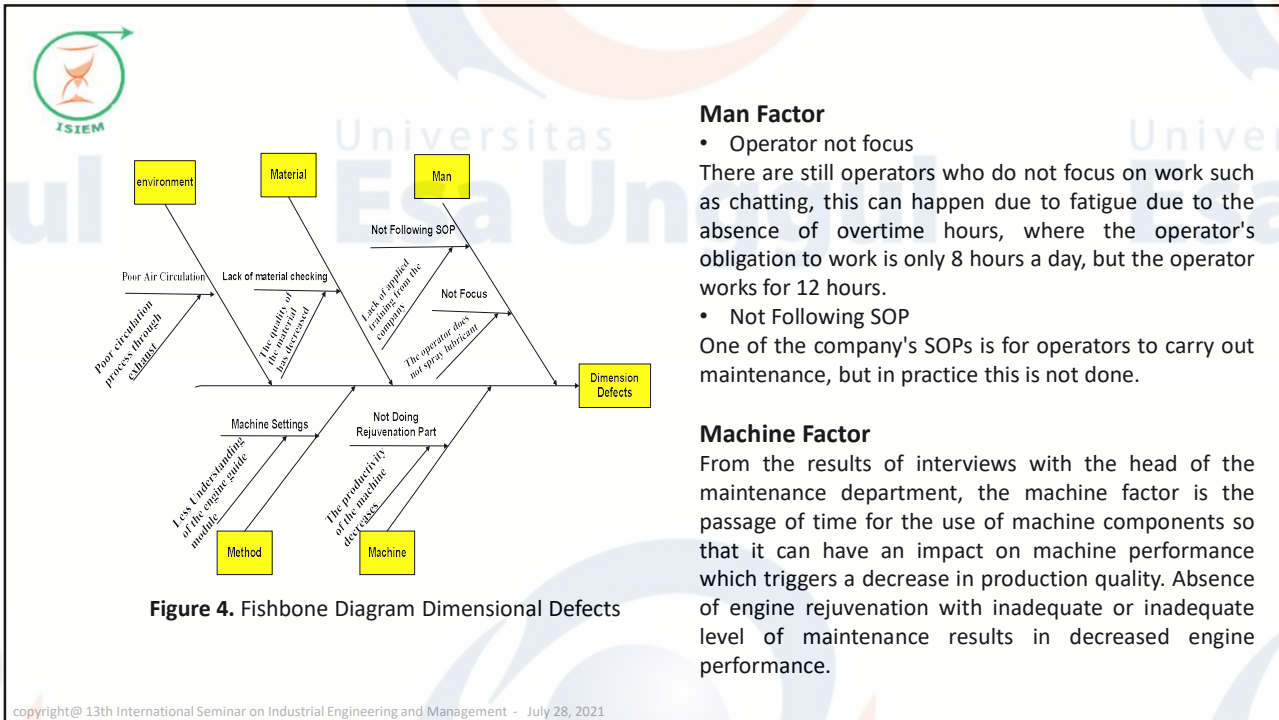 ISIEM
Universitas
Esa Unggul
Univer
ul
Esa
environment
Material
Man
Not Following SOP
Lack of applied
training from the
company
Poor Air Circulation
Poor circulation
process through
exhaust
Lack of material checking
The quality of
the material
has decreased
Not Focus
The operator does
not spray lubricant
Dimension
Defects
Machine Settings
Less Understanding
of the engine guide
module
Not Doing
Rejuvenation Part
The productivity
of the machine
decreases
Method
Machine
Figure 4. Fishbone Diagram Dimensional Defects
Man Factor
• Operator not focus
There are still operators who do not focus on work such
as chatting, this can happen due to fatigue due to the
absence of overtime hours, where the operator's
obligation to work is only 8 hours a day, but the operator
works for 12 hours.
• Not Following SOP
One of the company's SOPs is for operators to carry out
maintenance, but in practice this is not done.
Machine Factor
From the results of interviews with the head of the
maintenance department, the machine factor is the
passage of time for the use of machine components so
that it can have an impact on machine performance
which triggers a decrease in production quality. Absence
of engine rejuvenation with inadequate or inadequate
level of maintenance results in decreased engine
performance.
copyright@ 13th International Seminar on Industrial Engineering and Management - July 28, 2021